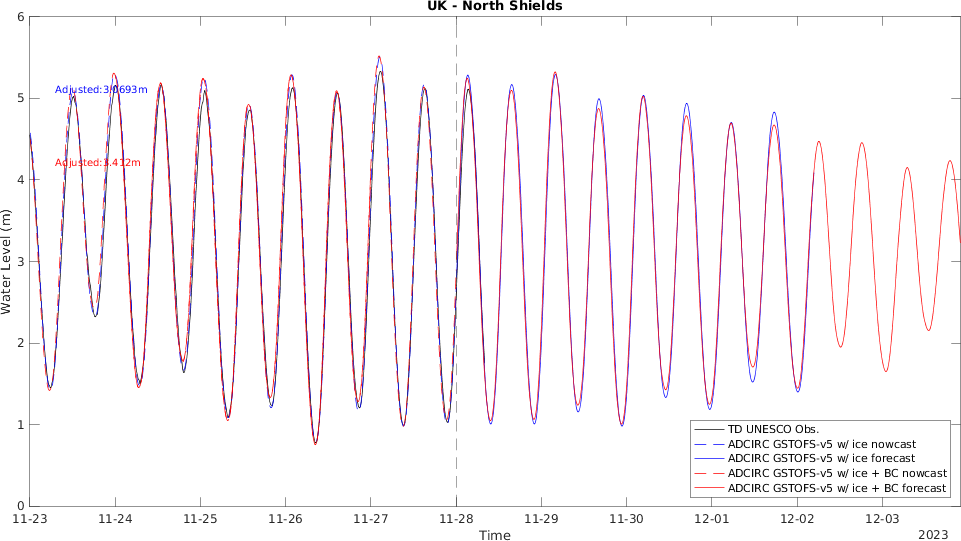 UK - North Shields
6
5
4
3
2
1
0
Water Level (m)
Adjusted:3.0693m
Adjusted:3.412m
TD UNESCO Obs.
ADCIRC GSTOFS-v5 w/ ice nowcast
ADCIRC GSTOFS-v5 w/ ice forecast
ADCIRC GSTOFS-v5 w/ ice + BC nowcast
ADCIRC GSTOFS-v5 w/ ice + BC forecast
11-23 11-24 11-25 11-26 11-27 11-28 11-29 11-30 12-01 12-02 12-03
Time
2023